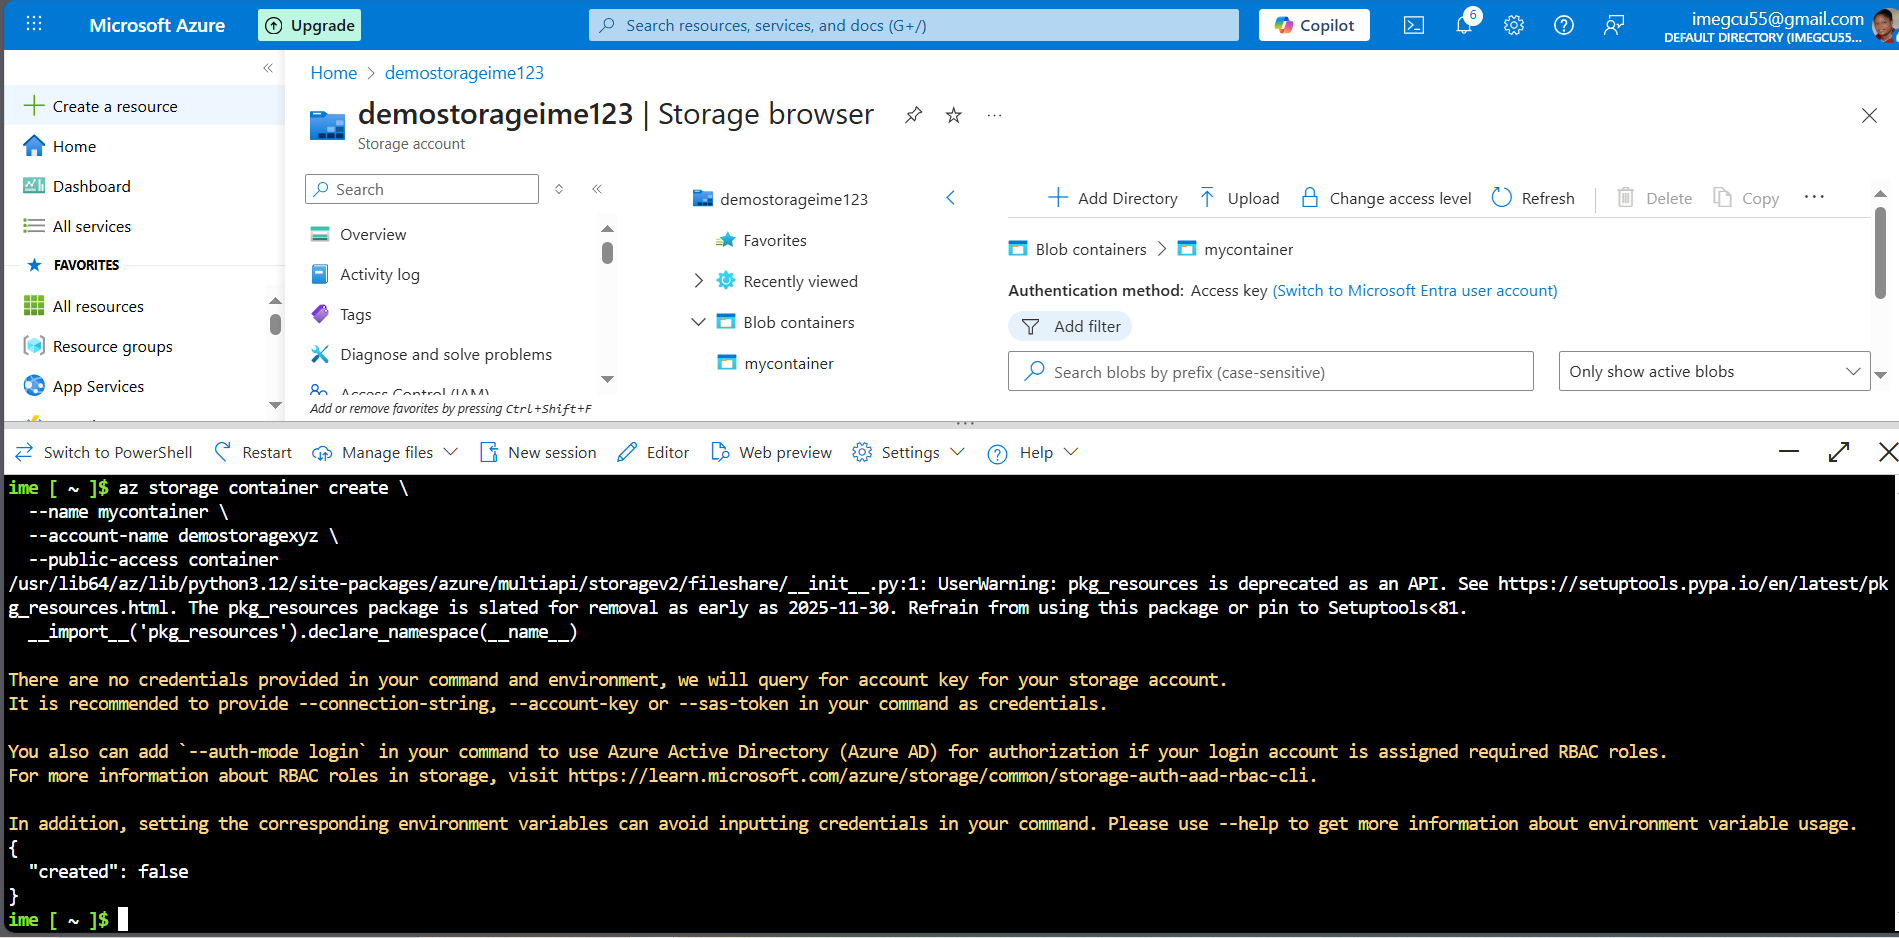 Microsoft Azure
Upgrade
Search resources, services, and docs (G+/)
Copilot
6
imegcu55@gmail.com
DEFAULT DIRECTORY (IMEGCU55...
Create a resource
Home
Dashboard
All services
FAVORITES
All resources
Resource groups
App Services
Home > demostorageime123
demostorageime123 | Storage browser
Storage account
Search
Overview
Activity log
Tags
Diagnose and solve problems
Access Control (IAM)
Add or remove favorites by pressing Ctrl+Shift+F
demostorageime123
Favorites
Recently viewed
Blob containers
mycontainer
Add Directory
Upload
Change access level
Refresh
Delete
Copy
Blob containers > mycontainer
Authentication method: Access key (Switch to Microsoft Entra user account)
Add filter
Search blobs by prefix (case-sensitive)
Only show active blobs
Switch to PowerShell
Restart
Manage files
New session
Editor
Web preview
Settings
Help
ime [ ~ ]$ az storage container create \
--name mycontainer \
--account-name demostoragexyz \
--public-access container
/usr/lib64/az/lib/python3.12/site-packages/azure/multiapi/storagev2/fileshare/__init__.py:1: UserWarning: pkg_resources is deprecated as an API. See https://setuptools.pypa.io/en/latest/pk
g_resources.html. The pkg_resources package is slated for removal as early as 2025-11-30. Refrain from using this package or pin to Setuptools<81.
__import__('pkg_resources').declare_namespace(__name__)
There are no credentials provided in your command and environment, we will query for account key for your storage account.
It is recommended to provide --connection-string, --account-key or --sas-token in your command as credentials.
You also can add `--auth-mode login` in your command to use Azure Active Directory (Azure AD) for authorization if your login account is assigned required RBAC roles.
For more information about RBAC roles in storage, visit https://learn.microsoft.com/azure/storage/common/storage-auth-aad-rbac-cli.
In addition, setting the corresponding environment variables can avoid inputting credentials in your command. Please use --help to get more information about environment variable usage.
{
"created": false
}
ime [ ~ ]$